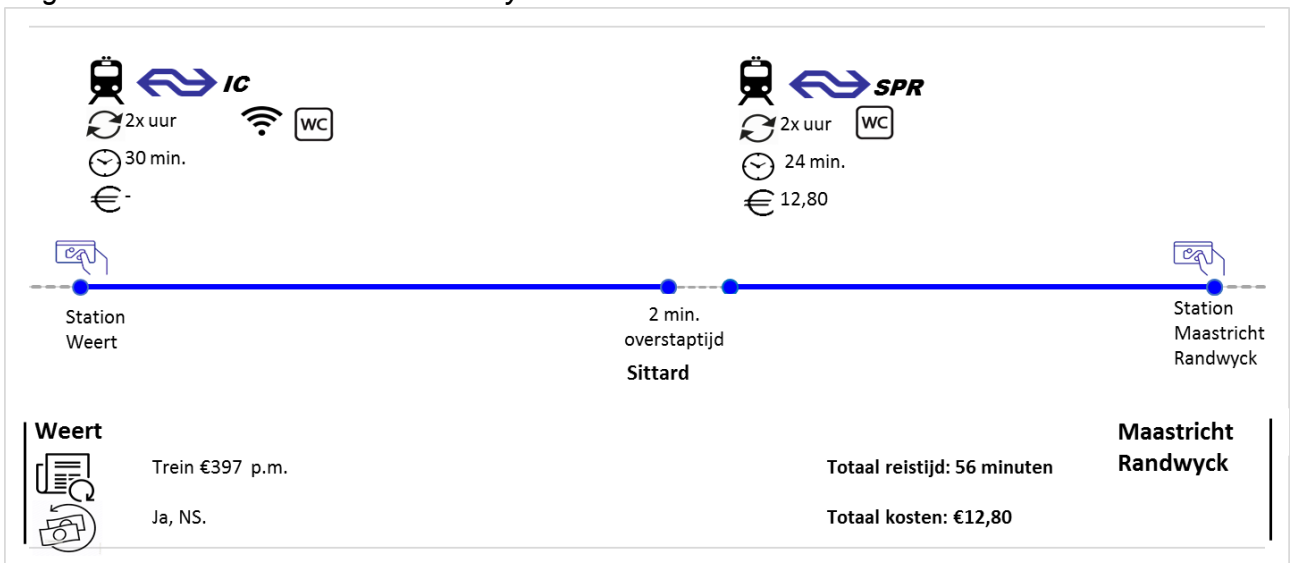 IC
2x uur
WC
30 min.
-
SPR
2x uur
WC
24 min.
12,80
Station
Weert
2 min.
overstaptijd
Sittard
Station
Maastricht
Randwyck
Weert
Maastricht
Randwyck
Trein €397 p.m.
Totaal reistijd: 56 minuten
Ja, NS.
Totaal kosten: €12,80